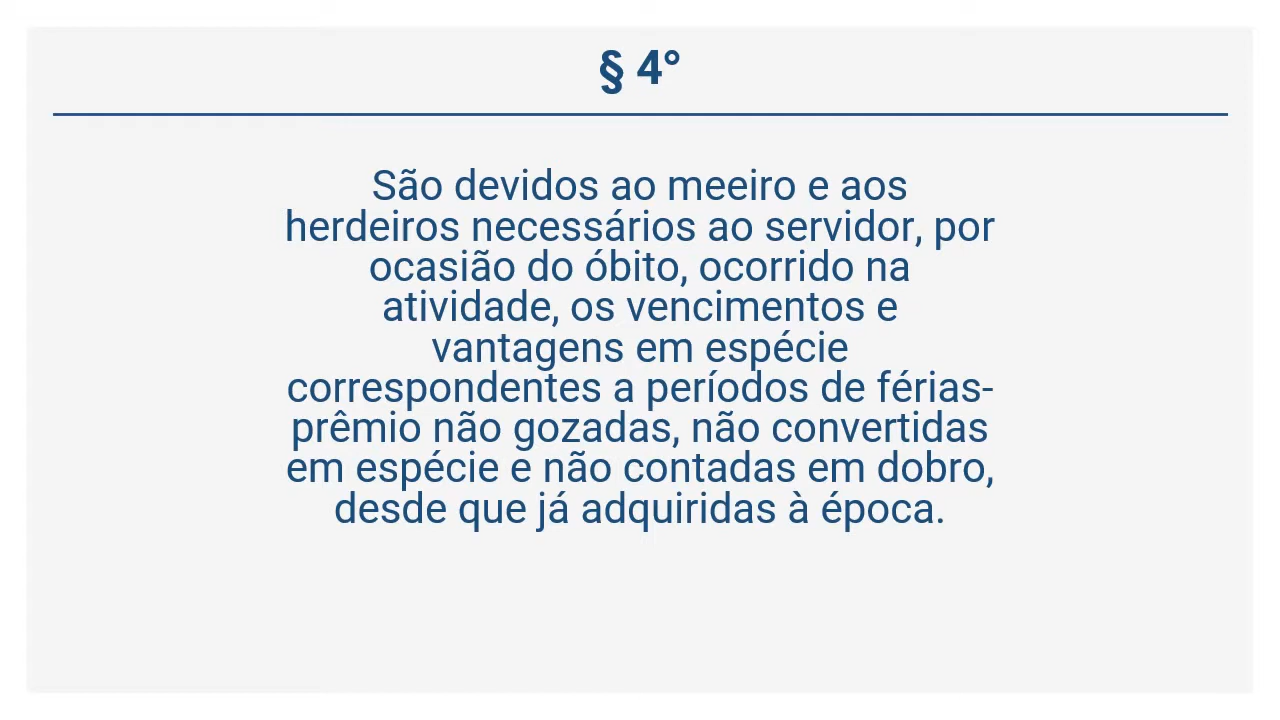 § 4°
São devidos ao meeiro e aos
herdeiros necessários ao servidor, por
ocasião do óbito, ocorrido na
atividade, os vencimentos e
vantagens em espécie
correspondentes a períodos de férias-
prêmio não gozadas, não convertidas
em espécie e não contadas em dobro,
desde que já adquiridas à época.